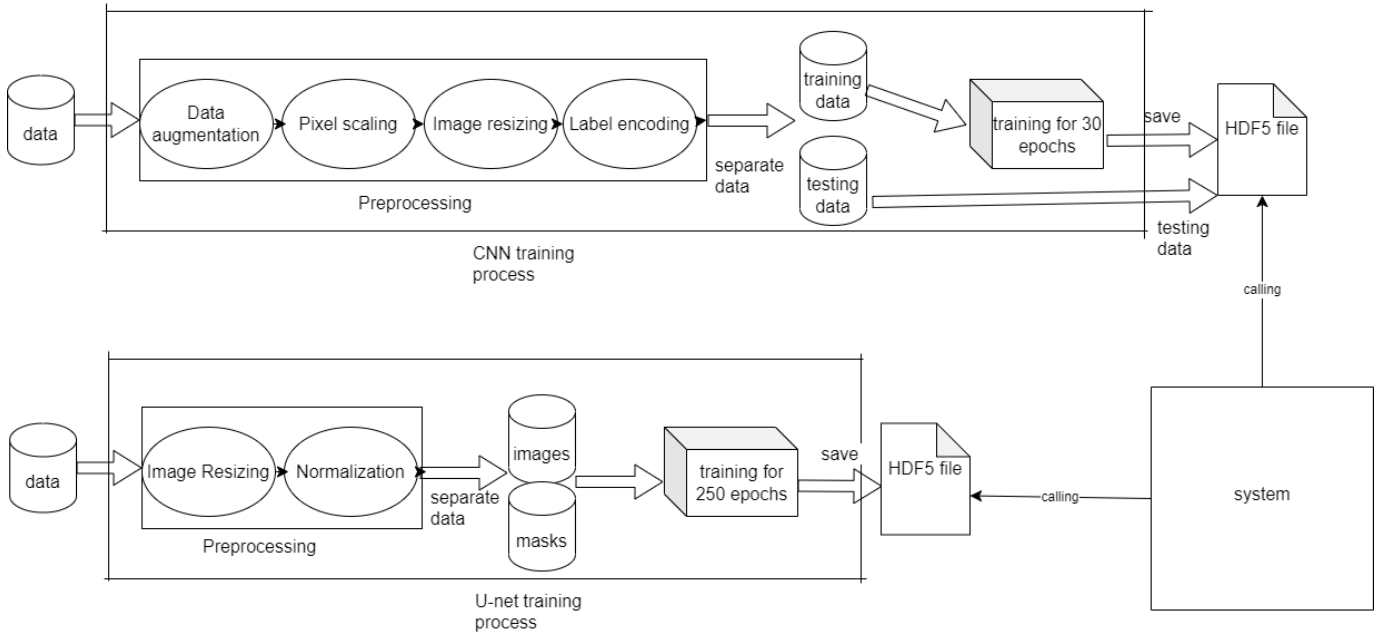 data
Data
augmentation
Pixel scaling
Image resizing
Label encoding
Preprocessing
separate
data
training
data
testing
data
training for 30
epochs
save
HDF5 file
testing
data
CNN training
process
calling
data
Image Resizing
Normalization
Preprocessing
separate
data
images
masks
training for
250 epochs
save
HDF5 file
calling
system
U-net training
process